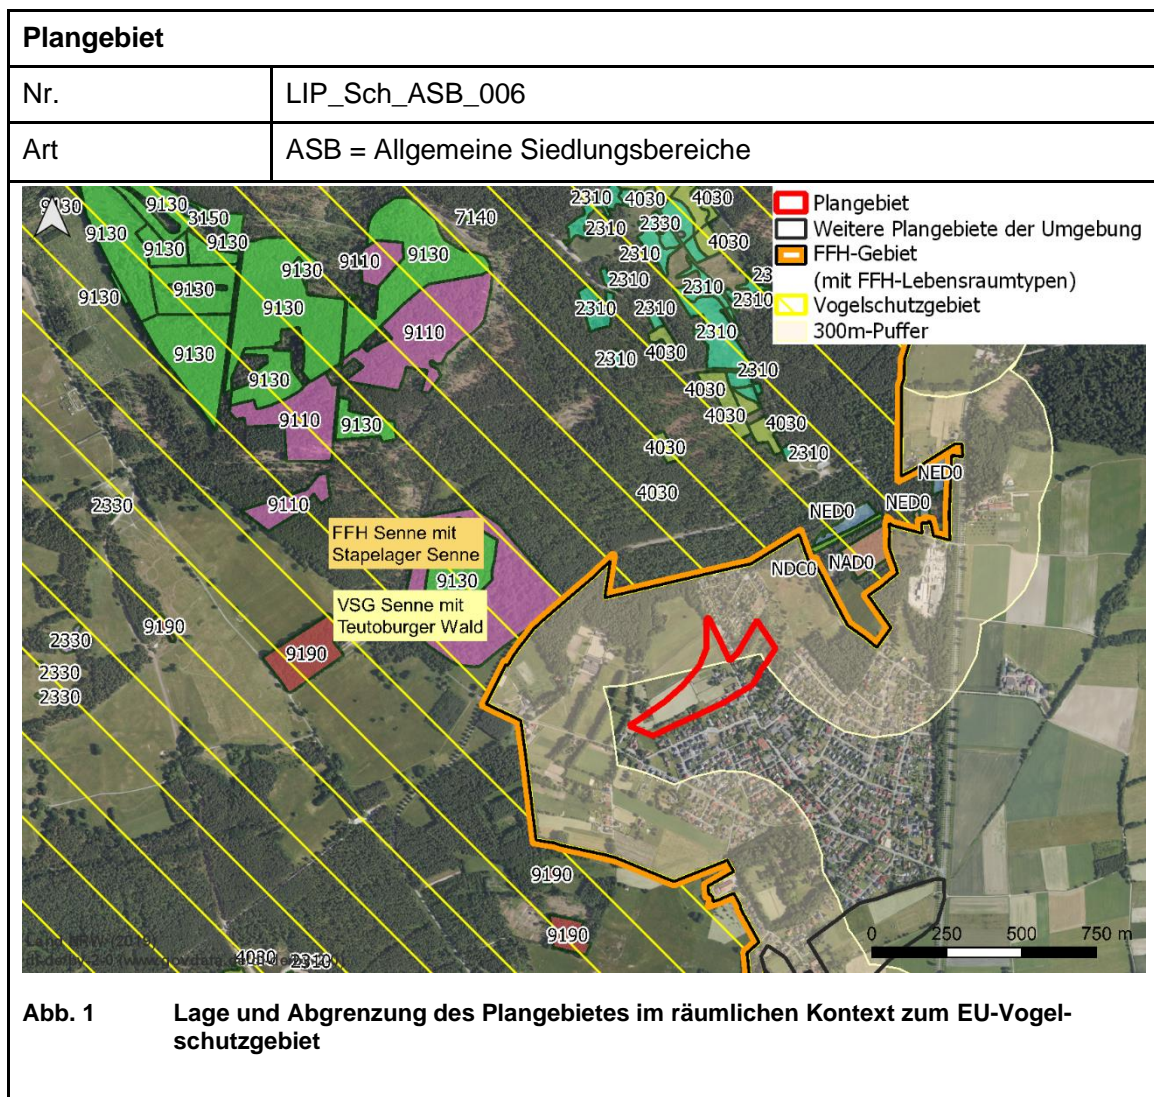 Plangebiet
Nr. LIP_Sch_ASB_006
Art ASB = Allgemeine Siedlungsbereiche
Plangebiet
Weitere Plangebiete der Umgebung
FFH-Gebiet
(mit FFH-Lebensraumtypen)
Vogelschutzgebiet
300m-Puffer
9130 9130 3150 7140 2310 4030 4030
9130 9130 9130 2310 2330 4030
9130 9110 9130 2310
9130 9130 2310 2310 2310 2310
9130 9110 2310
9130 2310 4030 2310
9130 4030
9110 9130 4030 4030
4030 2310
9110 4030
2330 NED0 NED0 NED0
FFH Senne mit
Stapelager Senne
9130 NDC0 NAD0
VSG Senne mit
Teutoburger Wald
9190
2330 9190
2330
2330
9190
9190
4030 2310
0 250 500 750 m
Land NRW (2019)
Abb. 1 Lage und Abgrenzung des Plangebietes im räumlichen Kontext zum EU-Vogel-
schutzgebiet